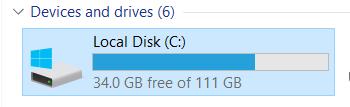 Devices and drives (6)
Local Disk (C:)
34.0 GB free of 111 GB